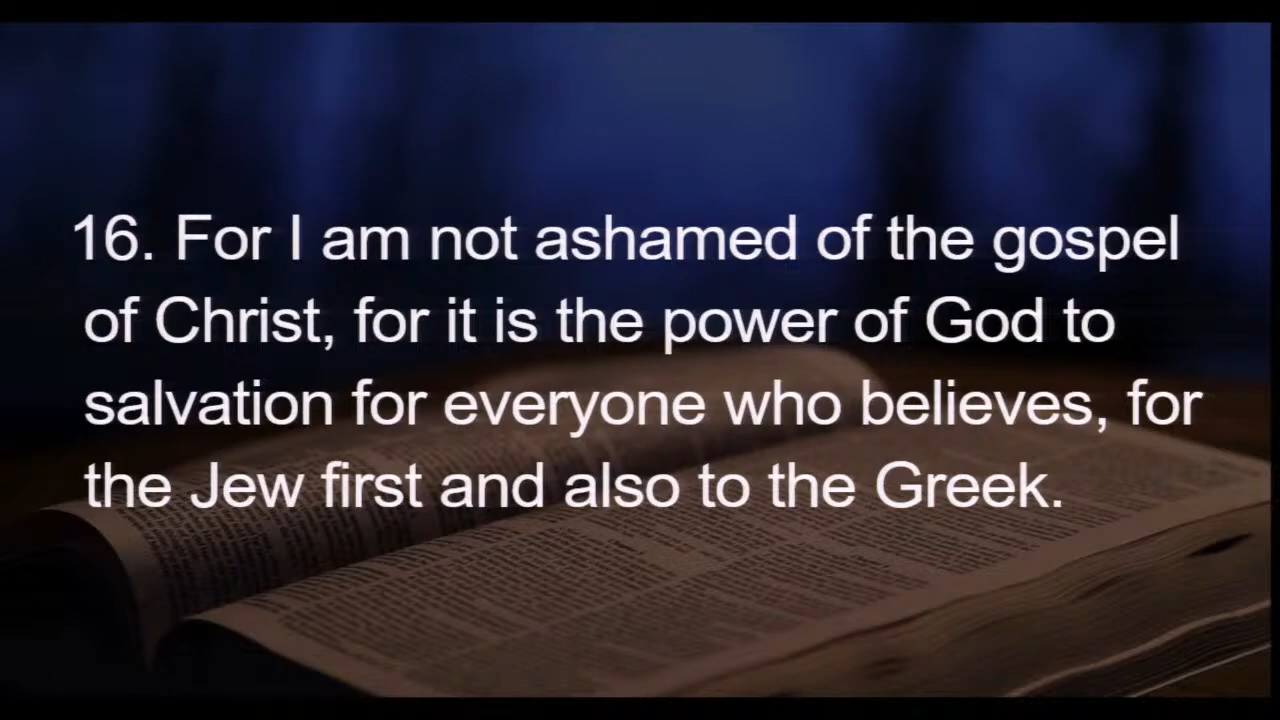 16. For I am not ashamed of the gospel
of Christ, for it is the power of God to
salvation for everyone who believes, for
the Jew first and also to the Greek.